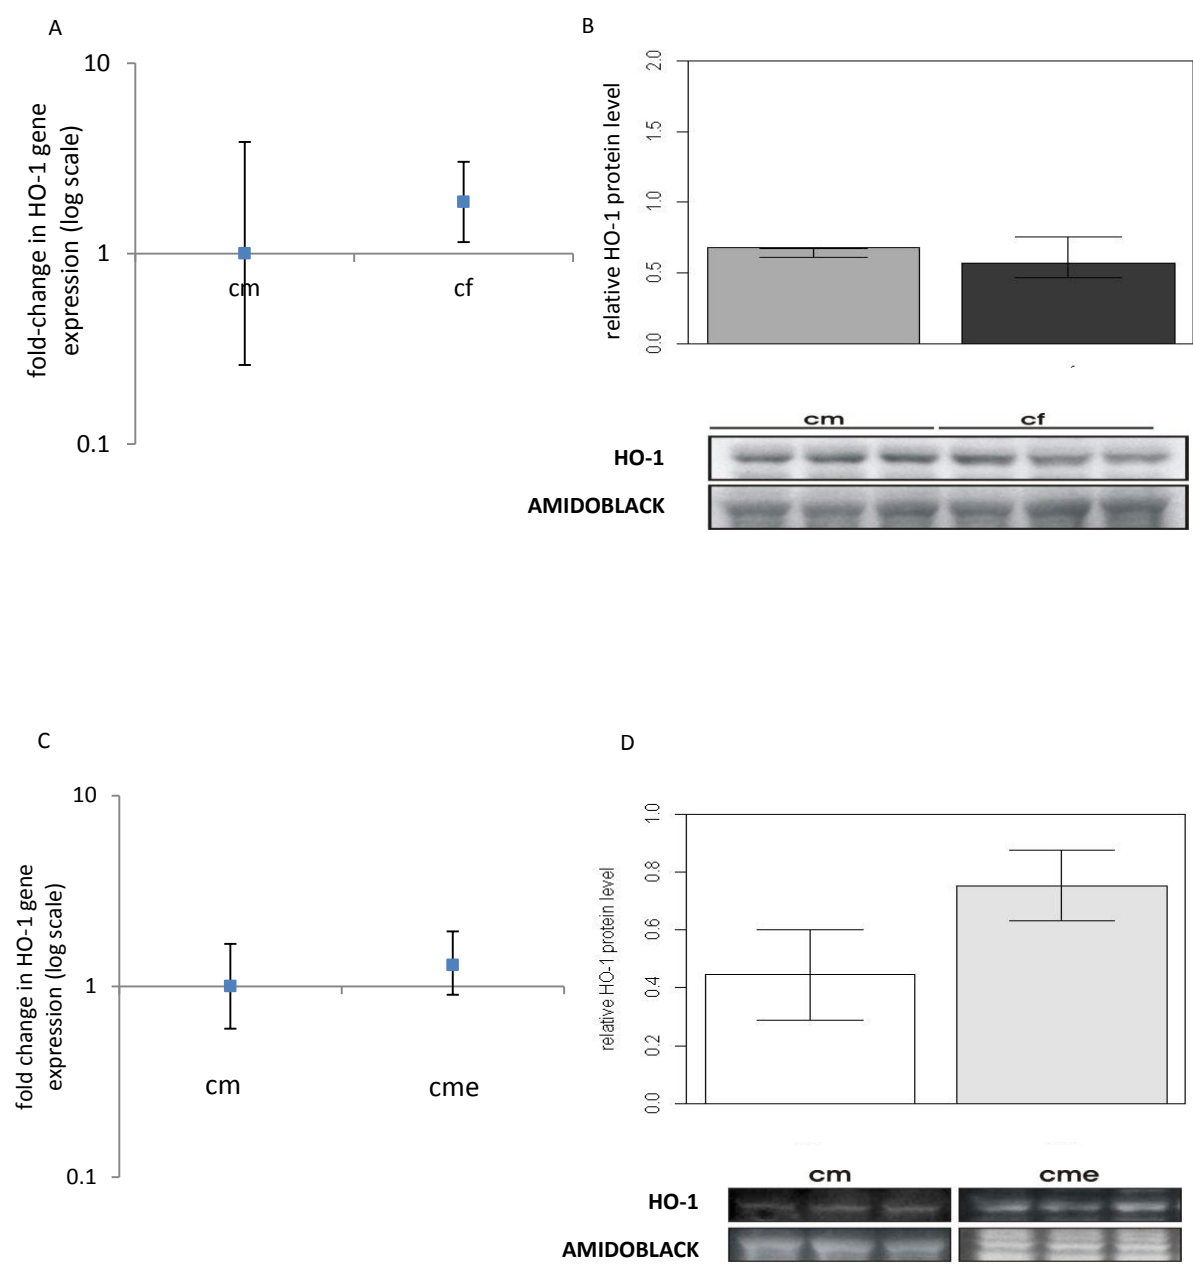 A
10
1
0.1
fold-change in HO-1 gene
expression (log scale)
cm
cf
B
2.0
1.5
1.0
0.5
0.0
relative HO-1 protein level
cm
cf
HO-1
AMIDOBLACK
C
10
1
0.1
fold change in HO-1 gene
expression (log scale)
cm
cme
D
1.0
0.8
0.6
0.4
0.2
0.0
relative HO-1 protein level
cm
cme
HO-1
AMIDOBLACK